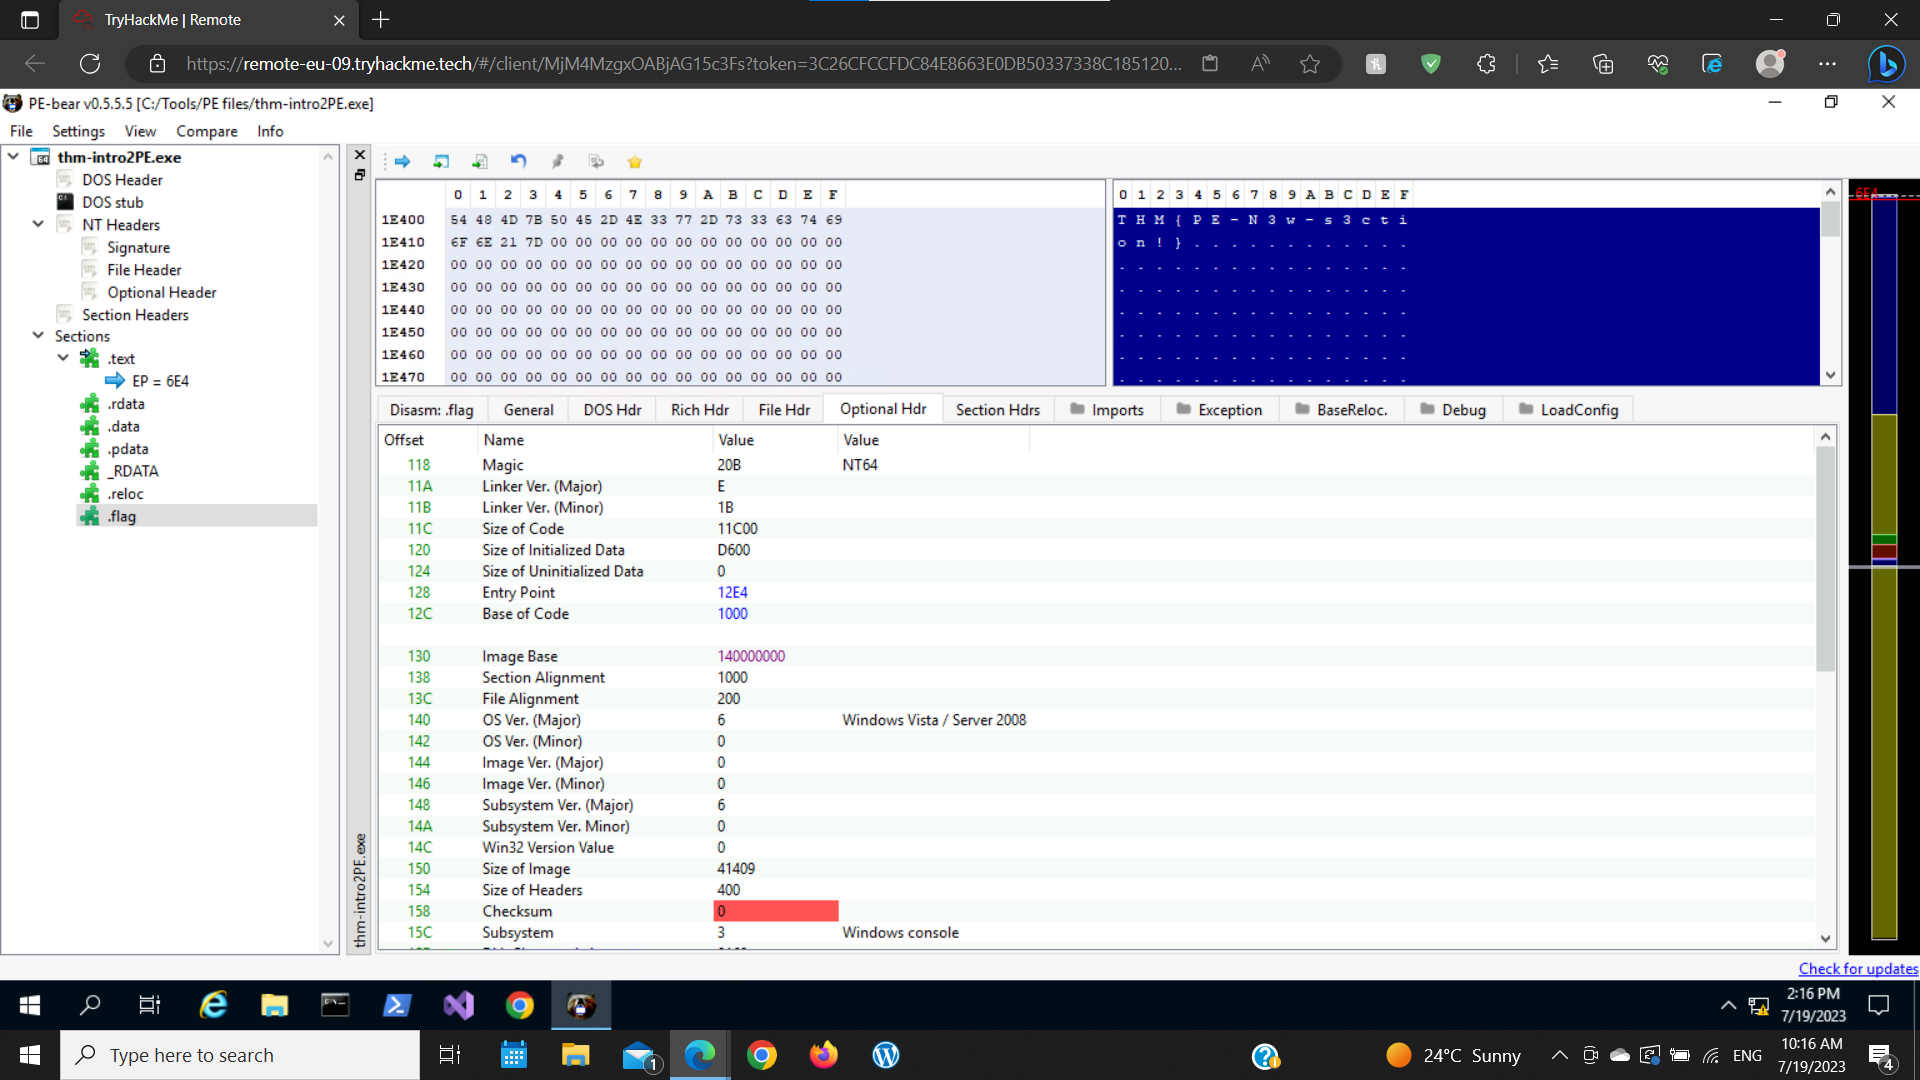 TryHackMe | Remote
https://remote-eu-09.tryhackme.tech/#/client/MjM4MzgxOABjAG15c3Fs?token=3C26CFCCFDC84E8663E0DB50337338C185120...
PE-bear v0.5.5.5 [C:/Tools/PE files/thm-intro2PE.exe]
File Settings View Compare Info
thm-intro2PE.exe
DOS Header
DOS stub
NT Headers
Signature
File Header
Optional Header
Section Headers
Sections
.text
EP = 6E4
.rdata
.data
.pdata
_RDATA
.reloc
.flag
thm-intro2PE.exe
0 1 2 3 4 5 6 7 8 9 A B C D E F
1E400 54 48 4D 7B 50 45 2D 4E 33 77 2D 73 33 63 74 69
1E410 6F 6E 21 7D 00 00 00 00 00 00 00 00 00 00 00 00
1E420 00 00 00 00 00 00 00 00 00 00 00 00 00 00 00 00
1E430 00 00 00 00 00 00 00 00 00 00 00 00 00 00 00 00
1E440 00 00 00 00 00 00 00 00 00 00 00 00 00 00 00 00
1E450 00 00 00 00 00 00 00 00 00 00 00 00 00 00 00 00
1E460 00 00 00 00 00 00 00 00 00 00 00 00 00 00 00 00
1E470 00 00 00 00 00 00 00 00 00 00 00 00 00 00 00 00
0 1 2 3 4 5 6 7 8 9 A B C D E F
T H M { P E - N 3 w - s 3 c t i
o n ! } . . . . . . . . . . . .
. . . . . . . . . . . . . . . .
. . . . . . . . . . . . . . . .
. . . . . . . . . . . . . . . .
. . . . . . . . . . . . . . . .
. . . . . . . . . . . . . . . .
. . . . . . . . . . . . . . . .
6E4
Disasm: .flag General DOS Hdr Rich Hdr File Hdr Optional Hdr Section Hdrs Imports Exception BaseReloc. Debug LoadConfig
Offset Name Value Value
118 Magic 20B NT64
11A Linker Ver. (Major) E
11B Linker Ver. (Minor) 1B
11C Size of Code 11C00
120 Size of Initialized Data D600
124 Size of Uninitialized Data 0
128 Entry Point 12E4
12C Base of Code 1000
130 Image Base 140000000
138 Section Alignment 1000
13C File Alignment 200
140 OS Ver. (Major) 6 Windows Vista / Server 2008
142 OS Ver. (Minor) 0
144 Image Ver. (Major) 0
146 Image Ver. (Minor) 0
148 Subsystem Ver. (Major) 6
14A Subsystem Ver. Minor) 0
14C Win32 Version Value 0
150 Size of Image 41409
154 Size of Headers 400
158 Checksum 0
15C Subsystem 3 Windows console
Check for updates
2:16 PM
7/19/2023
Type here to search
1
24°C Sunny
ENG
10:16 AM
7/19/2023
4